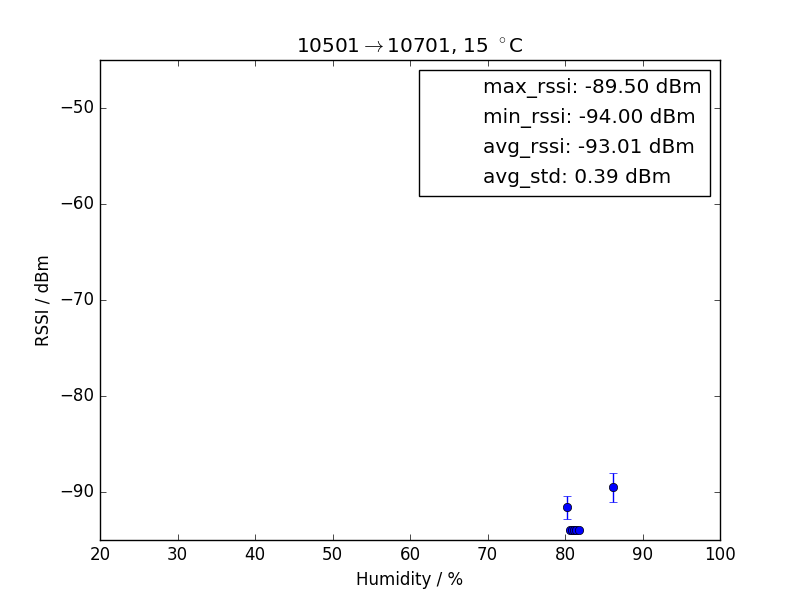 10501→10701, 15 °C
max_rssi: -89.50 dBm
min_rssi: -94.00 dBm
avg_rssi: -93.01 dBm
avg_std: 0.39 dBm
RSSI / dBm
−50
−60
−70
−80
−90
20 30 40 50 60 70 80 90 100
Humidity / %